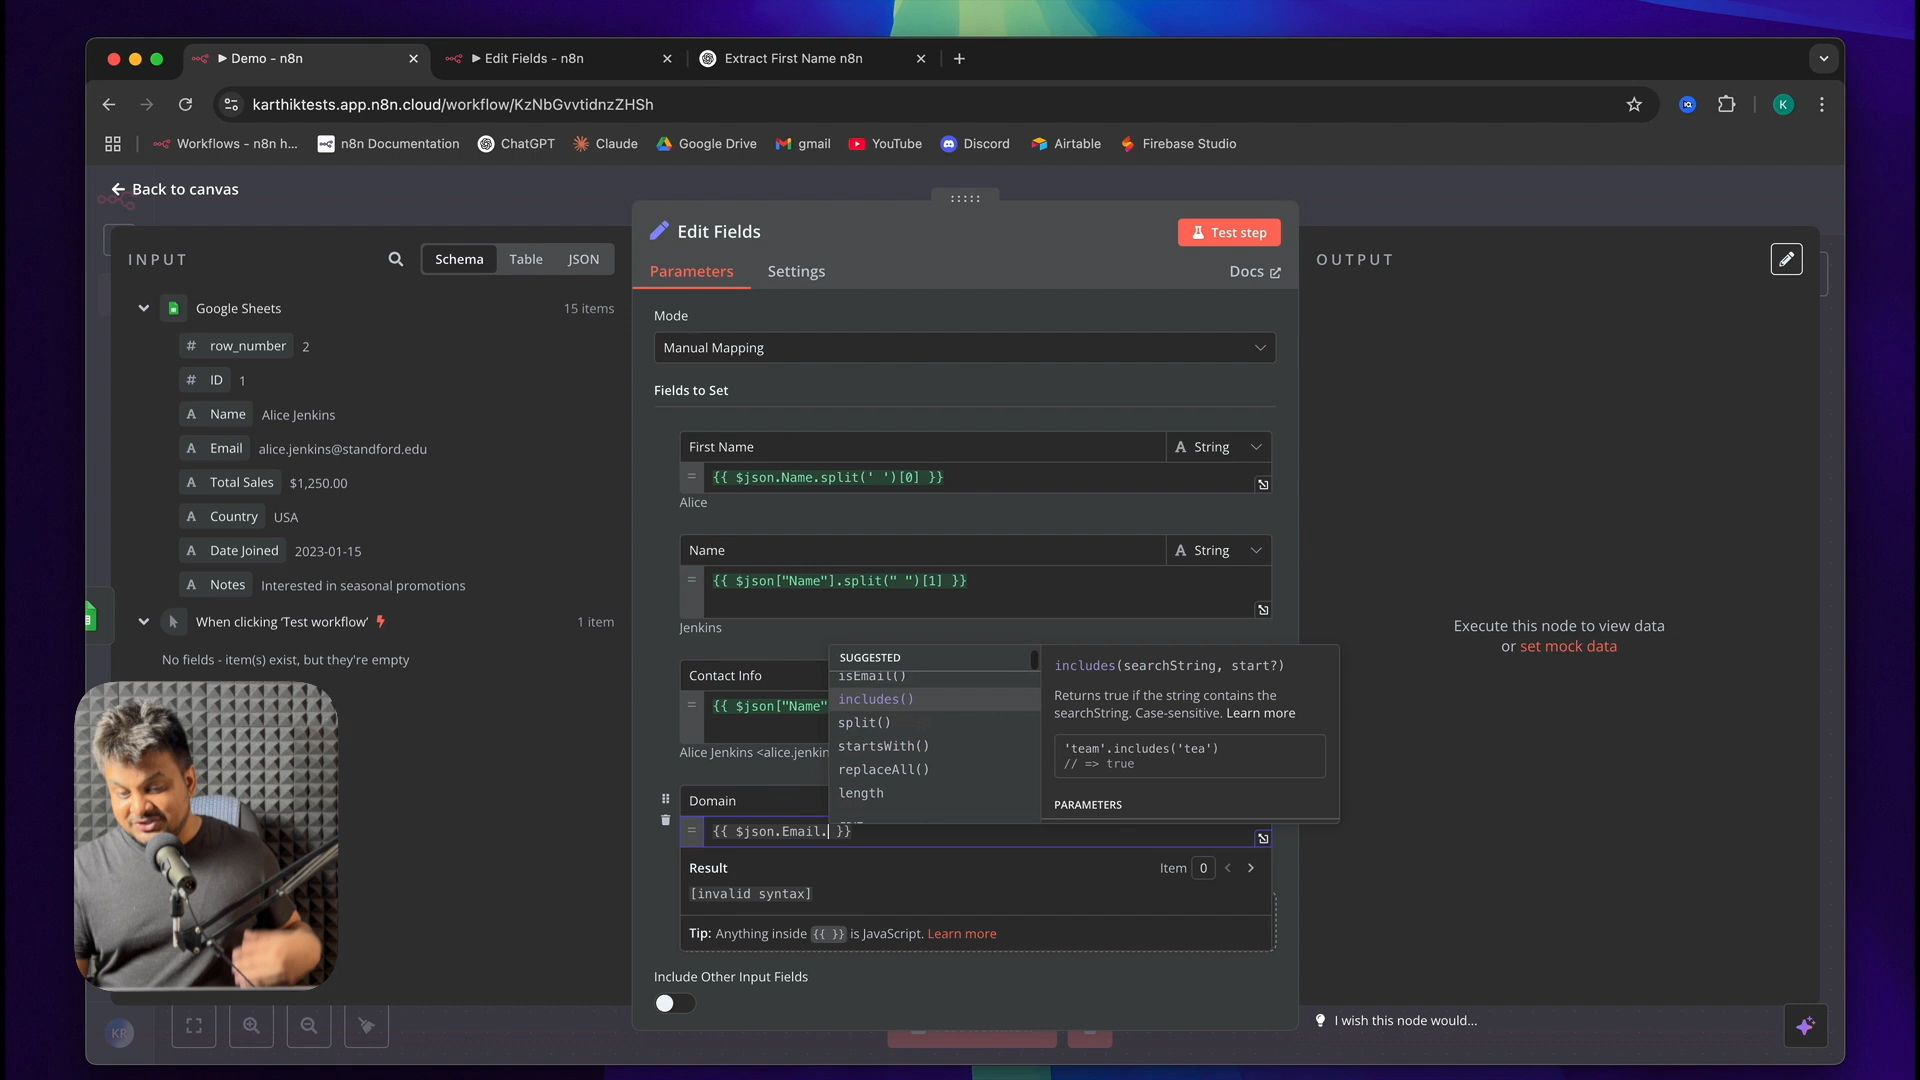 Demo - n8n
Edit Fields - n8n
Extract First Name n8n
karthiktests.app.n8n.cloud/workflow/KzNbGvvtidnzZHSh
K
Workflows - n8n h...
n8n Documentation
ChatGPT
Claude
Google Drive
gmail
YouTube
Discord
Airtable
Firebase Studio
Back to canvas
INPUT
Schema
Table
JSON
Google Sheets
15 items
# row_number 2
# ID 1
A Name Alice Jenkins
A Email alice.jenkins@standford.edu
A Total Sales $1,250.00
A Country USA
A Date Joined 2023-01-15
A Notes Interested in seasonal promotions
When clicking ‘Test workflow’
1 item
No fields - item(s) exist, but they're empty
KR
Edit Fields
Test step
Parameters
Settings
Docs
Mode
Manual Mapping
Fields to Set
First Name
A String
= {{ $json.Name.split(' ')[0] }}
Alice
Name
A String
= {{ $json["Name"].split(" ")[1] }}
Jenkins
Contact Info
= {{ $json["Name"
Alice Jenkins <alice.jenkin
SUGGESTED
isEmail()
includes()
split()
startsWith()
replaceAll()
length
includes(searchString, start?)
Returns true if the string contains the
searchString. Case-sensitive. Learn more
'team'.includes('tea')
// => true
PARAMETERS
Domain
= {{ $json.Email. }}
Result
Item 0
[invalid syntax]
Tip: Anything inside {{ }} is JavaScript. Learn more
Include Other Input Fields
OUTPUT
Execute this node to view data
or set mock data
I wish this node would...